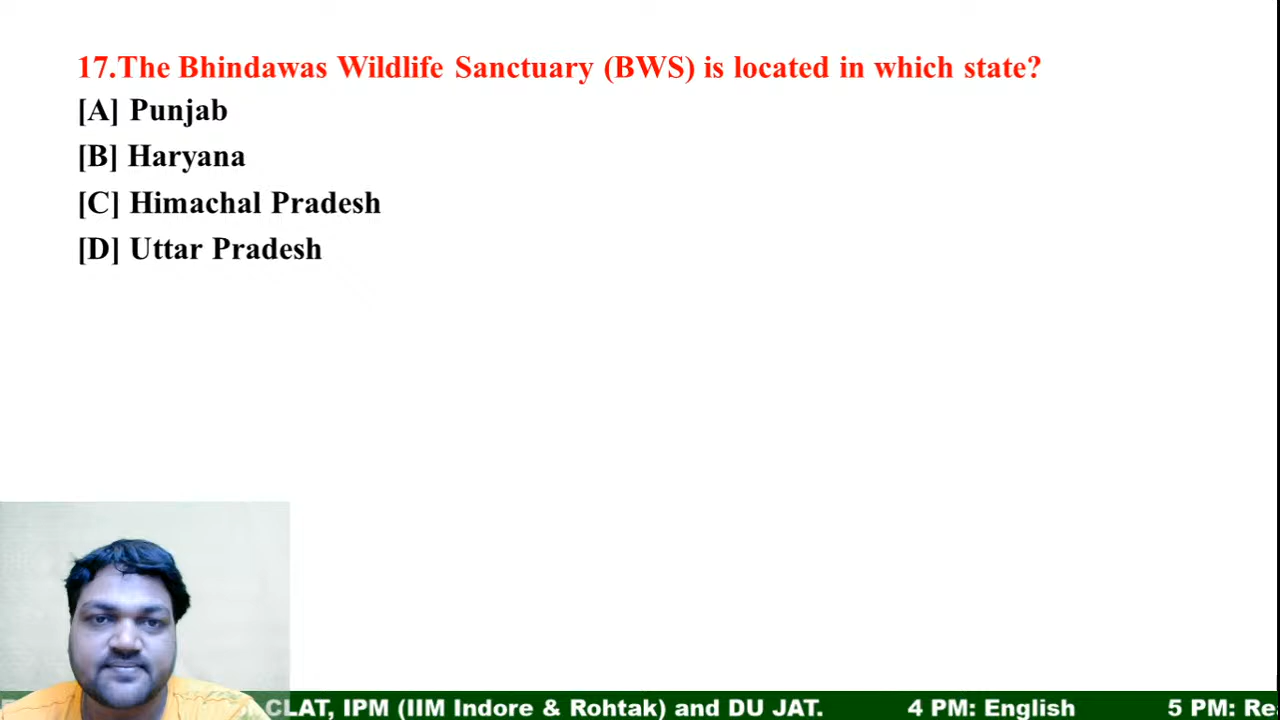 17.The Bhindawas Wildlife Sanctuary (BWS) is located in which state?
[A] Punjab
[B] Haryana
[C] Himachal Pradesh
[D] Uttar Pradesh
CLAT, IPM (IIM Indore & Rohtak) and DU JAT. 4 PM: English 5 PM: Re